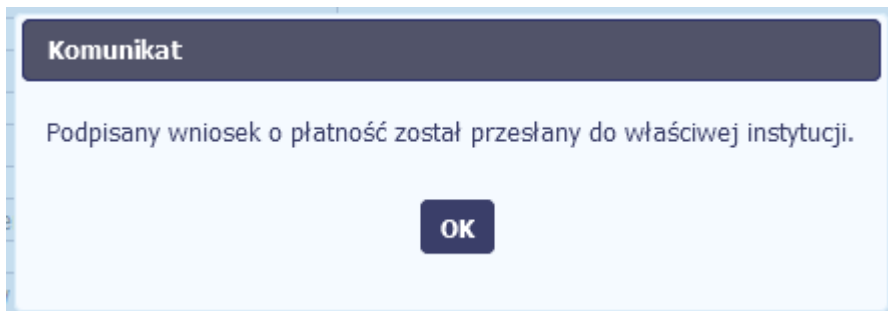 Komunikat
Podpisany wniosek o płatność został przesłany do właściwej instytucji.
OK